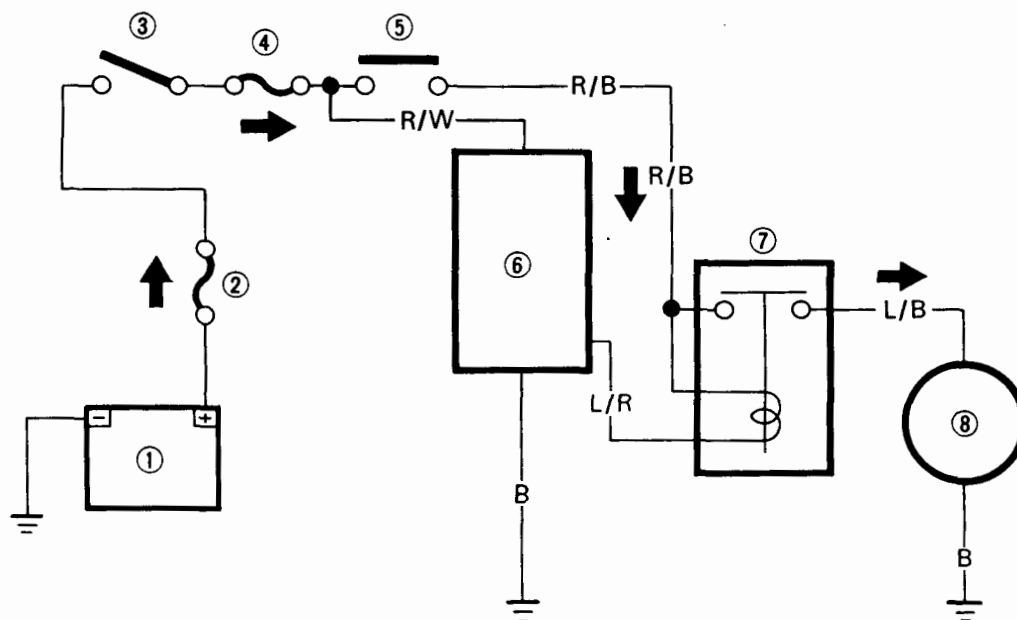 ③
④
⑤
R/B
R/W
R/B
⑦
②
⑥
L/B
L/R
− +
①
⑧
B
B